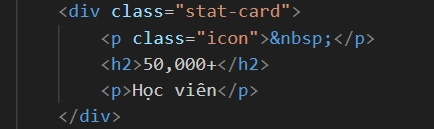 <div class="stat-card">
<p class="icon">&nbsp;</p>
<h2>50,000+</h2>
<p>Học viên</p>
</div>